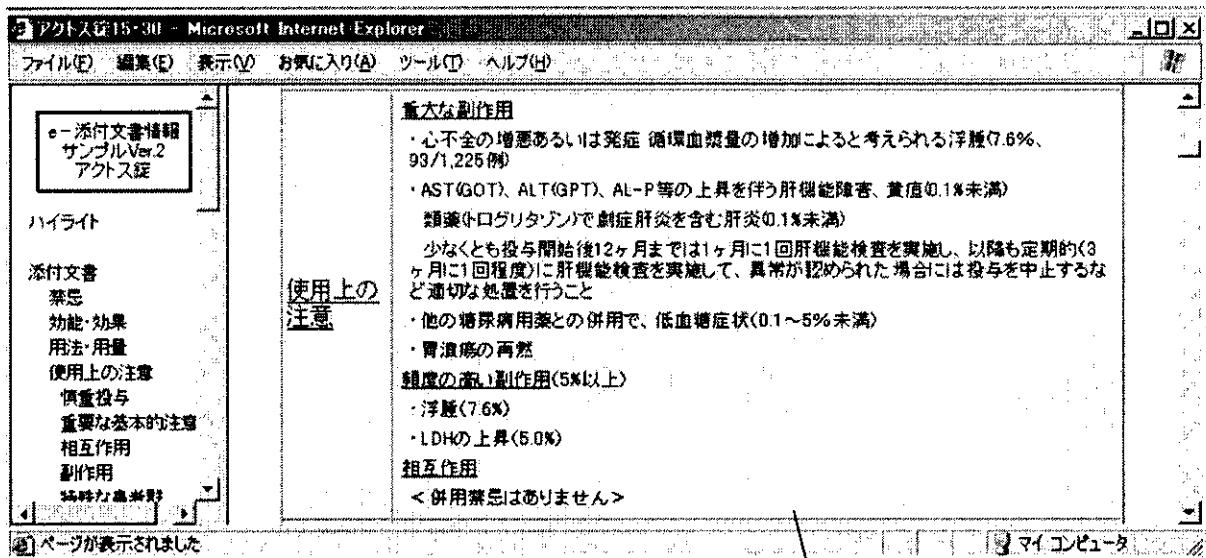 アクトス錠15・30 - Microsoft Internet Explorer
ファイル(F) 編集(E) 表示(V) お気に入り(A) ツール(T) ヘルプ(H)
e-添付文書情報
サンプルVer.2
アクトス錠
ハイライト
添付文書
禁忌
効能・効果
用法・用量
使用上の注意
慎重投与
重要な基本的注意
相互作用
副作用
使用上の
注意
重大な副作用
・心不全の増悪あるいは発症 循環血漿量の増加によると考えられる浮腫(7.6%、
93/1,225例)
・AST(GOT)、ALT(GPT)、AL-P等の上昇を伴う肝機能障害、黄疸(0.1%未満)
類薬(トログリタゾン)で劇症肝炎を含む肝炎(0.1%未満)
少なくとも投与開始後12ヶ月までは1ヶ月に1回肝機能検査を実施し、以降も定期的(3
ヶ月に1回程度)に肝機能検査を実施して、異常が認められた場合には投与を中止するな
ど適切な処置を行うこと
・他の糖尿病用薬との併用で、低血糖症状(0.1~5%未満)
・胃潰瘍の再燃
頻度の高い副作用(5%以上)
・浮腫(7.6%)
・LDHの上昇(5.0%)
相互作用
<併用禁忌はありません>
ページが表示されました
マイ コンピュータ